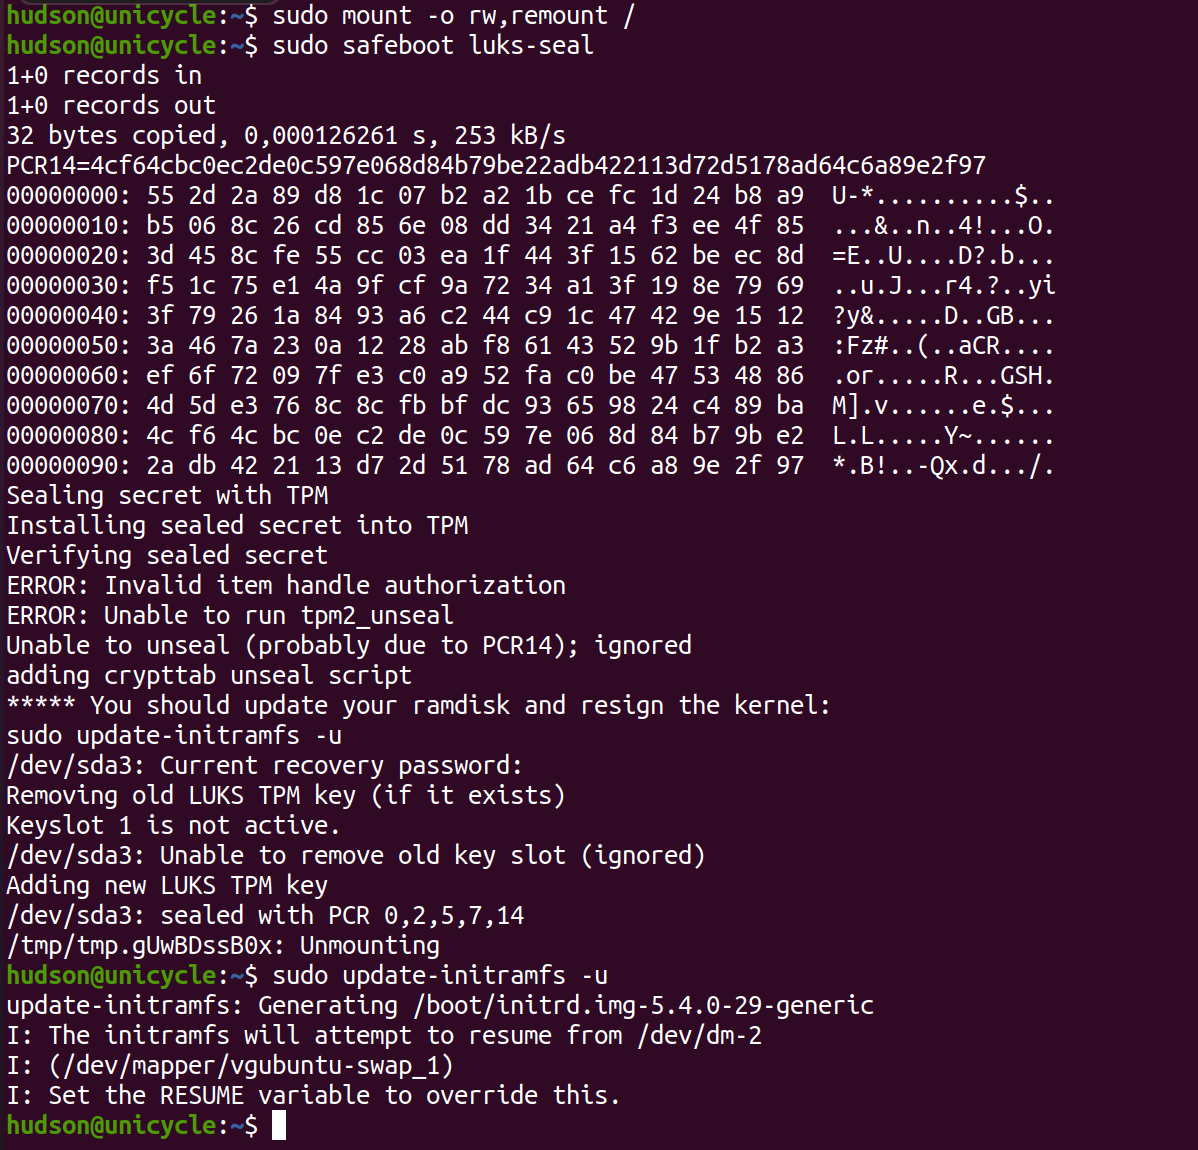 hudson@unicycle:~$ sudo mount -o rw,remount /
hudson@unicycle:~$ sudo safeboot luks-seal
1+0 records in
1+0 records out
32 bytes copied, 0,000126261 s, 253 kB/s
PCR14=4cf64cbc0ec2de0c597e068d84b79be22adb422113d72d5178ad64c6a89e2f97
00000000: 55 2d 2a 89 d8 1c 07 b2 a2 1b ce fc 1d 24 b8 a9  U-*..........$..
00000010: b5 06 8c 26 cd 85 6e 08 dd 34 21 a4 f3 ee 4f 85  ...&..n..4!...O.
00000020: 3d 45 8c fe 55 cc 03 ea 1f 44 3f 15 62 be ec 8d  =E..U....D?.b...
00000030: f5 1c 75 e1 4a 9f cf 9a 72 34 a1 3f 19 8e 79 69  ..u.J...r4.?..yi
00000040: 3f 79 26 1a 84 93 a6 c2 44 c9 1c 47 42 9e 15 12  ?y&.....D..GB...
00000050: 3a 46 7a 23 0a 12 28 ab f8 61 43 52 9b 1f b2 a3  :Fz#..(..aCR....
00000060: ef 6f 72 09 7f e3 c0 a9 52 fa c0 be 47 53 48 86  .or.....R...GSH.
00000070: 4d 5d e3 76 8c 8c fb bf dc 93 65 98 24 c4 89 ba  M].v......e.$...
00000080: 4c f6 4c bc 0e c2 de 0c 59 7e 06 8d 84 b7 9b e2  L.L.....Y~......
00000090: 2a db 42 21 13 d7 2d 51 78 ad 64 c6 a8 9e 2f 97  *.B!..-Qx.d.../.
Sealing secret with TPM
Installing sealed secret into TPM
Verifying sealed secret
ERROR: Invalid item handle authorization
ERROR: Unable to run tpm2_unseal
Unable to unseal (probably due to PCR14); ignored
adding crypttab unseal script
***** You should update your ramdisk and resign the kernel:
sudo update-initramfs -u
/dev/sda3: Current recovery password:
Removing old LUKS TPM key (if it exists)
Keyslot 1 is not active.
/dev/sda3: Unable to remove old key slot (ignored)
Adding new LUKS TPM key
/dev/sda3: sealed with PCR 0,2,5,7,14
/tmp/tmp.gUwBDssB0x: Unmounting
hudson@unicycle:~$ sudo update-initramfs -u
update-initramfs: Generating /boot/initrd.img-5.4.0-29-generic
I: The initramfs will attempt to resume from /dev/dm-2
I: (/dev/mapper/vgubuntu-swap_1)
I: Set the RESUME variable to override this.
hudson@unicycle:~$